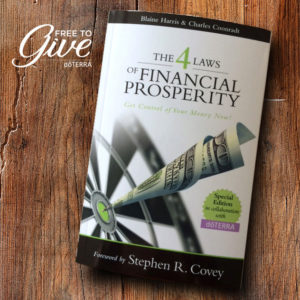 FREE TO
Give
dōTERRA
Blaine Harris & Charles Coonradt
THE 4 LAWS
OF FINANCIAL
PROSPERITY
Get Control of Your Money Now!
Special
Edition
in collaboration
with
dōTERRA
Foreword by Stephen R. Covey